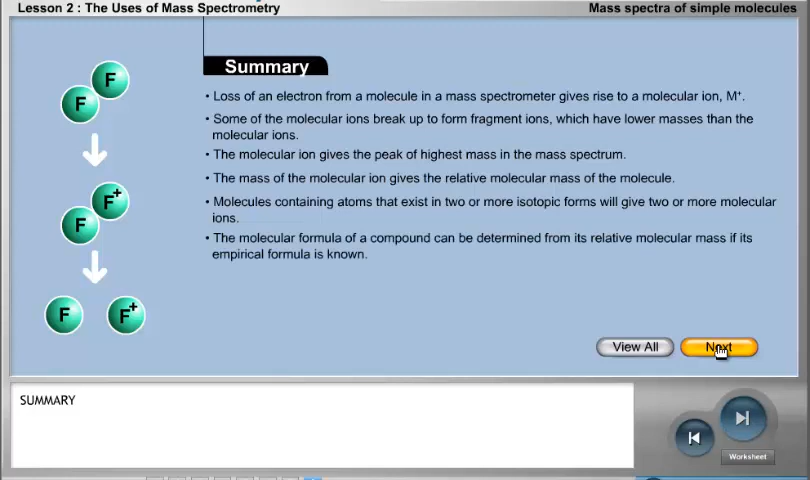 Lesson 2 : The Uses of Mass Spectrometry
Mass spectra of simple molecules
Summary
F
F
• Loss of an electron from a molecule in a mass spectrometer gives rise to a molecular ion, M⁺.
• Some of the molecular ions break up to form fragment ions, which have lower masses than the
molecular ions.
• The molecular ion gives the peak of highest mass in the mass spectrum.
• The mass of the molecular ion gives the relative molecular mass of the molecule.
F⁺
F
• Molecules containing atoms that exist in two or more isotopic forms will give two or more molecular
ions.
• The molecular formula of a compound can be determined from its relative molecular mass if its
empirical formula is known.
F
F⁺
View All
Next
SUMMARY
Worksheet